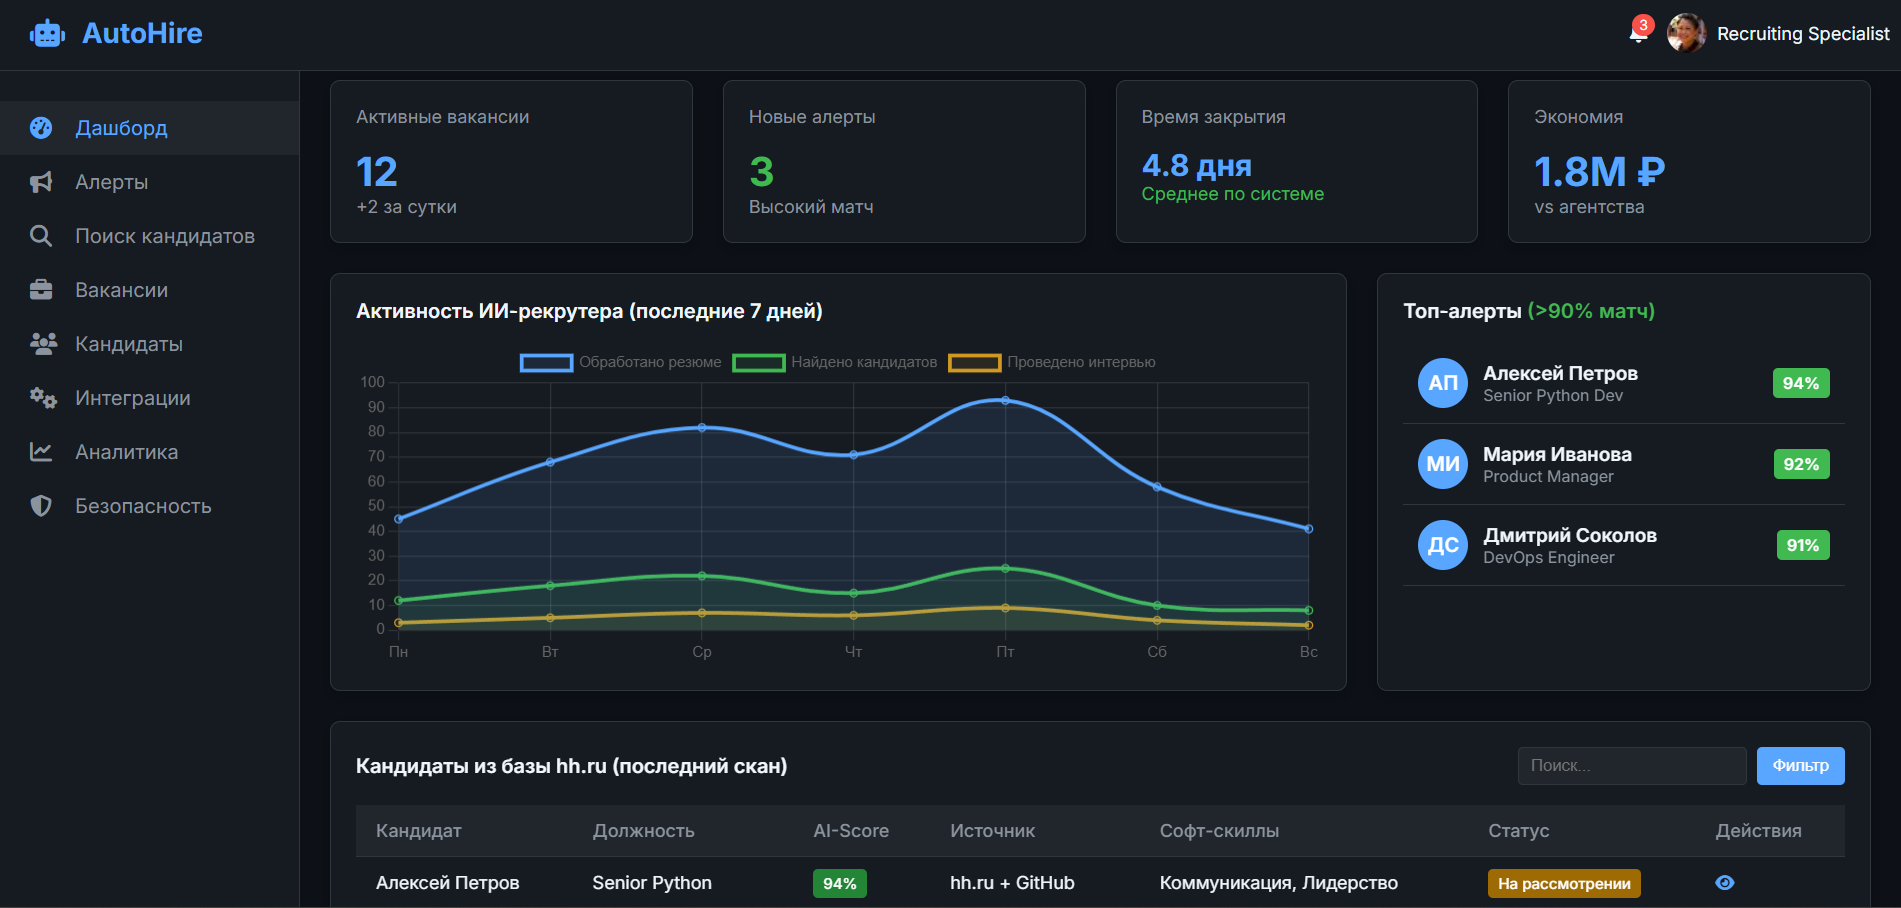 AutoHire
3
Recruiting Specialist
Дашборд
Алерты
Поиск кандидатов
Вакансии
Кандидаты
Интеграции
Аналитика
Безопасность
Активные вакансии
12
+2 за сутки
Новые алерты
3
Высокий матч
Время закрытия
4.8 дня
Среднее по системе
Экономия
1.8M ₽
vs агентства
Активность ИИ-рекрутера (последние 7 дней)
Обработано резюме Найдено кандидатов Проведено интервью
100
90
80
70
60
50
40
30
20
10
0
Пн Вт Ср Чт Пт Сб Вс
Топ-алерты (>90% матч)
АП Алексей Петров 94%
Senior Python Dev
МИ Мария Иванова 92%
Product Manager
ДС Дмитрий Соколов 91%
DevOps Engineer
Кандидаты из базы hh.ru (последний скан)
Поиск... Фильтр
Кандидат Должность AI-Score Источник Софт-скиллы Статус Действия
Алексей Петров Senior Python 94% hh.ru + GitHub Коммуникация, Лидерство На рассмотрении